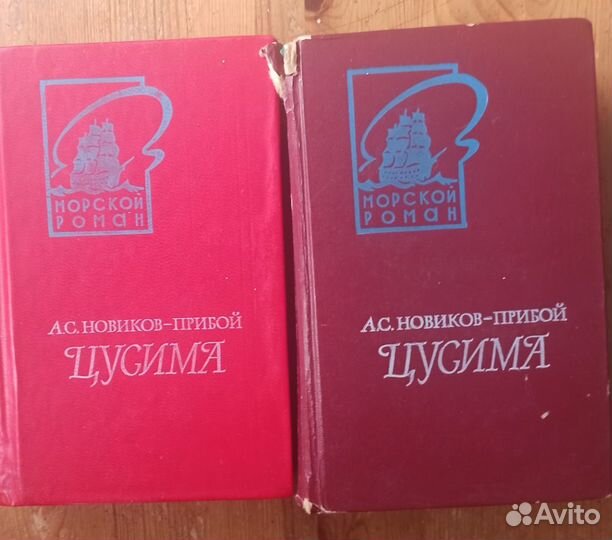 МОРСКОЙ
РОМАН
А.С. НОВИКОВ-ПРИБОЙ
ЦУСИМА
МОРСКОЙ
РОМАН
А.С. НОВИКОВ-ПРИБОЙ
ЦУСИМА
Avito